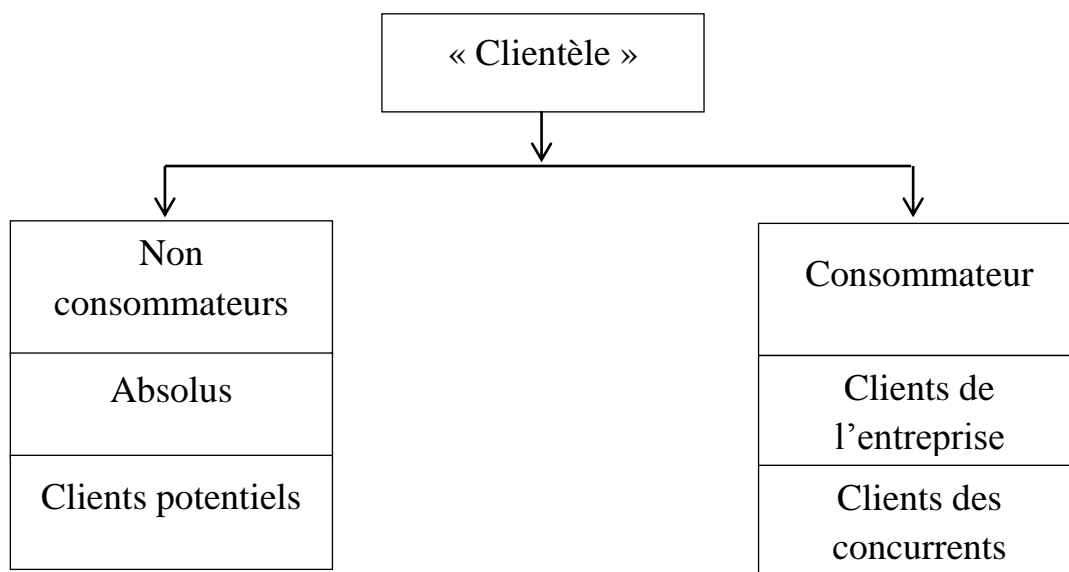 « Clientèle »
Non
consommateurs
Absolus
Clients potentiels
Consommateur
Clients de
l’entreprise
Clients des
concurrents